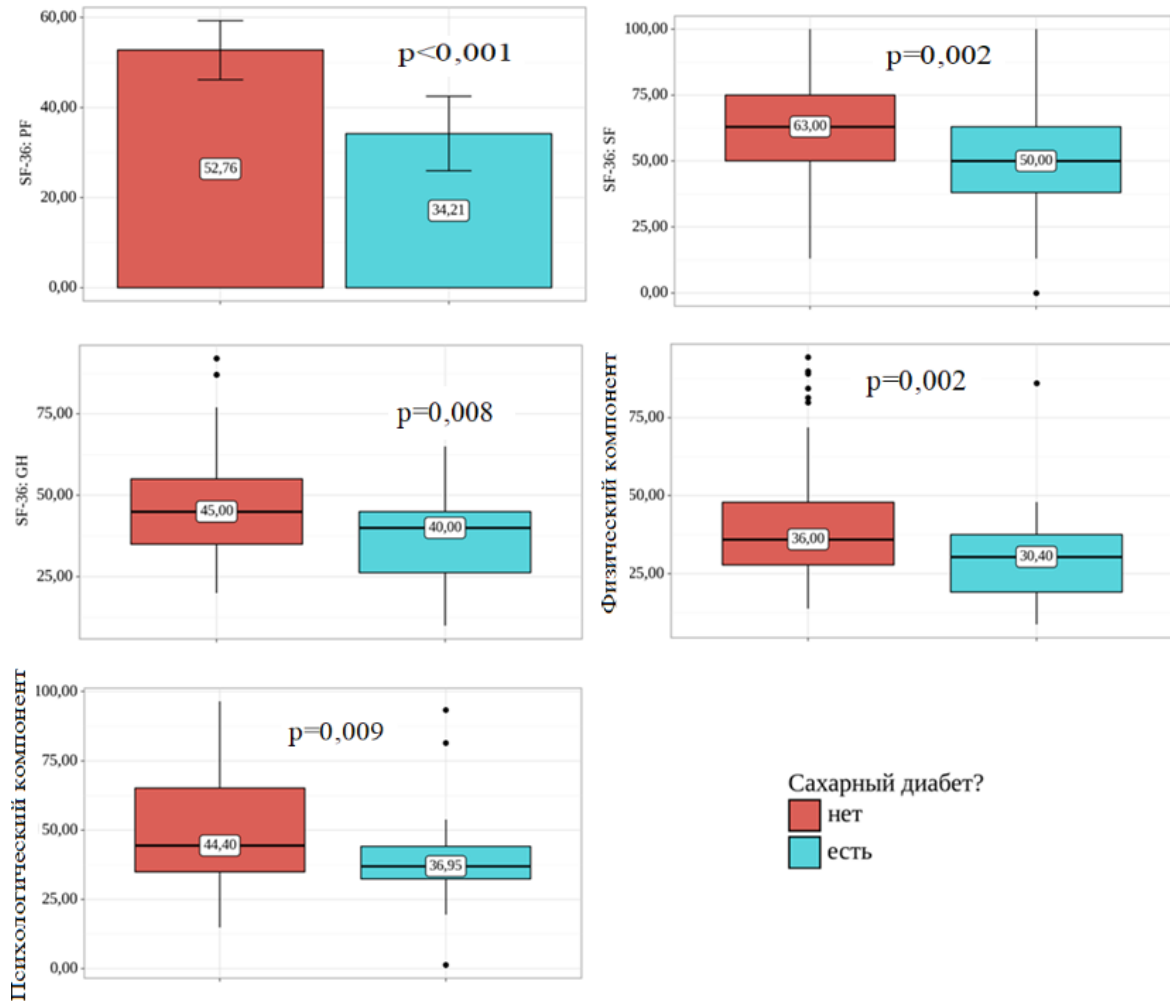 SF-36: PF
60,00
40,00
20,00
0,00
p<0,001
52,76
34,21
SF-36: SF
100,00
75,00
50,00
25,00
0,00
p=0,002
63,00
50,00
SF-36: GH
75,00
50,00
25,00
p=0,008
45,00
40,00
Физический компонент
75,00
50,00
25,00
p=0,002
36,00
30,40
Психологический компонент
100,00
75,00
50,00
25,00
0,00
p=0,009
44,40
36,95
Сахарный диабет?
нет
есть